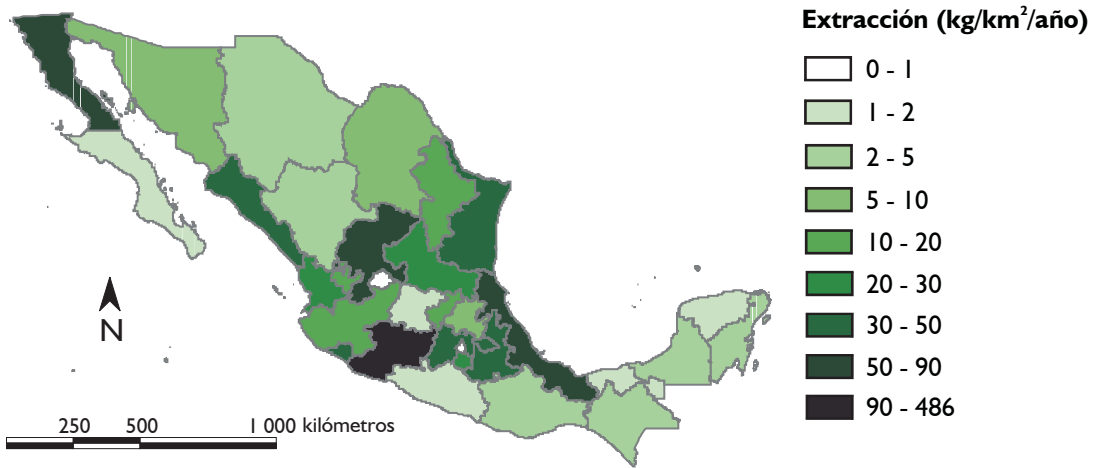 Extracción (kg/km²/año)
0 - 1
1 - 2
2 - 5
5 - 10
10 - 20
20 - 30
30 - 50
50 - 90
90 - 486
N
250 500 1 000 kilómetros